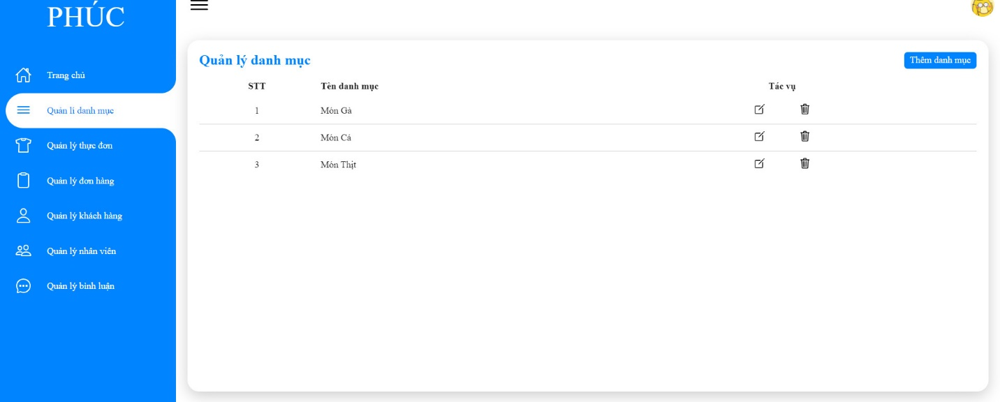 PHÚC
Trang chủ
Quản lí danh mục
Quản lý thực đơn
Quản lý đơn hàng
Quản lý khách hàng
Quản lý nhân viên
Quản lý bình luận
Quản lý danh mục
Thêm danh mục
STT Tên danh mục Tác vụ
1 Món Gà
2 Món Cá
3 Món Thịt